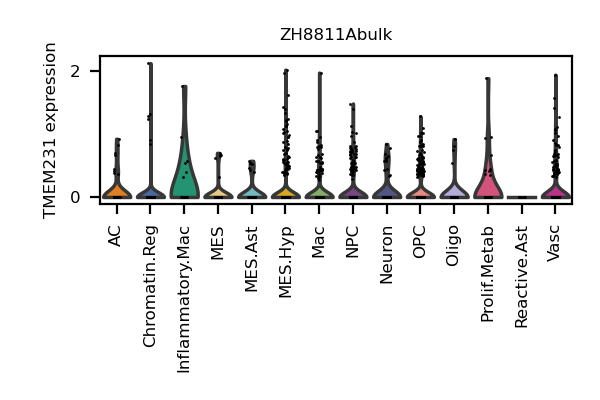 ZH8811Abulk
TMEM231 expression
2
0
AC
Chromatin.Reg
Inflammatory.Mac
MES
MES.Ast
MES.Hyp
Mac
NPC
Neuron
OPC
Oligo
Prolif.Metab
Reactive.Ast
Vasc